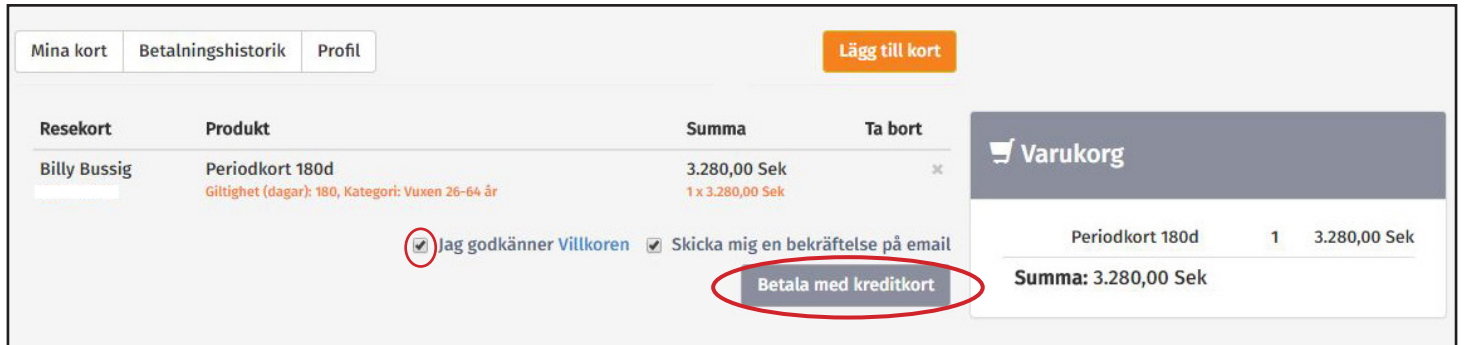 Mina kort Betalningshistorik Profil Lägg till kort
Resekort Produkt Summa Ta bort
Billy Bussig Periodkort 180d 3.280,00 Sek ×
Giltighet (dagar): 180, Kategori: Vuxen 26-64 år 1 x 3.280,00 Sek
Jag godkänner Villkoren Skicka mig en bekräftelse på email
Betala med kreditkort
Varukorg
Periodkort 180d 1 3.280,00 Sek
Summa: 3.280,00 Sek